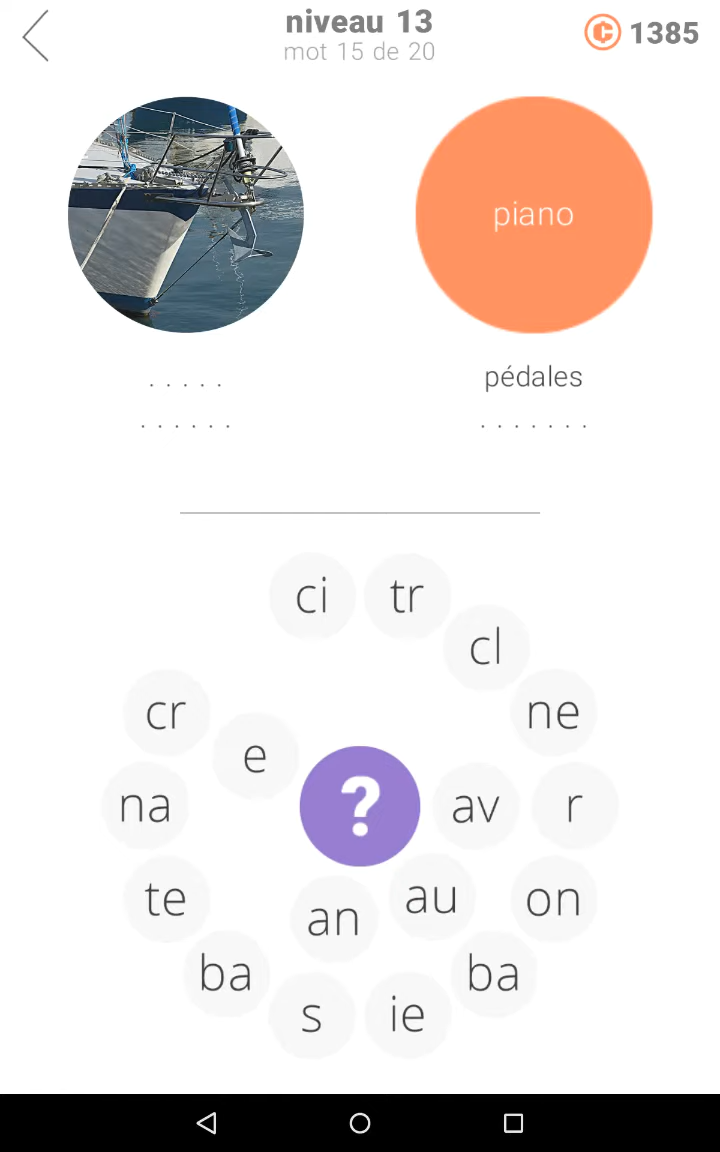 niveau 13
mot 15 de 20
1385
piano
. . . . .
pédales
. . . . . .
. . . . . . .
ci
tr
cl
cr
ne
e
na
?
av
r
te
an
au
on
ba
ba
s
ie